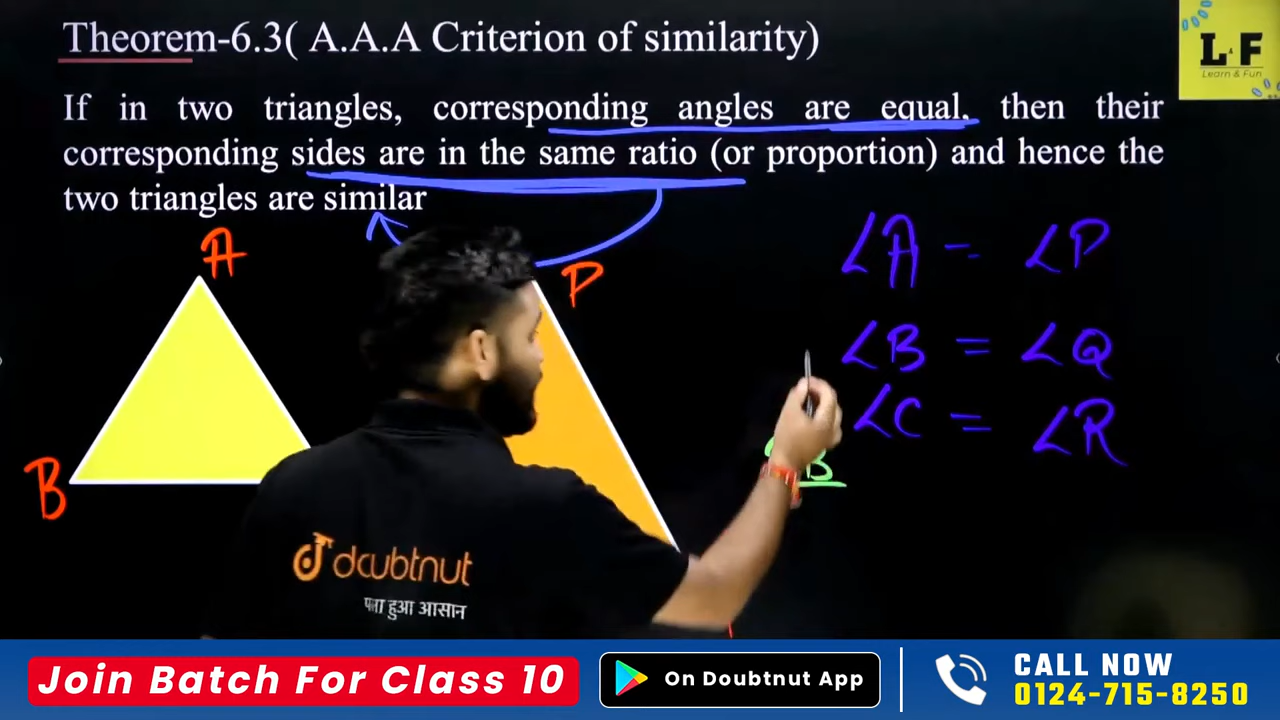 Theorem-6.3( A.A.A Criterion of similarity)
L & F
Learn & Fun
If in two triangles, corresponding angles are equal, then their
corresponding sides are in the same ratio (or proportion) and hence the
two triangles are similar
A
P
B
∠A = ∠P
∠B = ∠Q
∠C = ∠R
B
doubtnut
पढ़ना हुआ आसान
Join Batch For Class 10
On Doubtnut App
CALL NOW
0124-715-8250